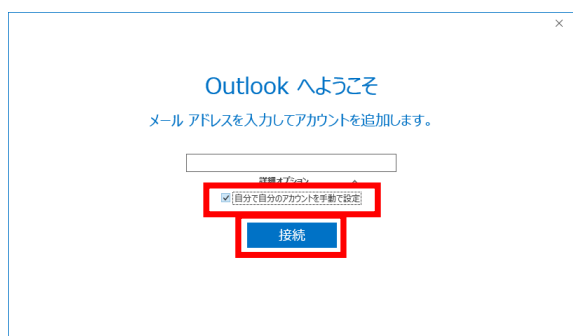 Outlook へようこそ
メール アドレスを入力してアカウントを追加します。
詳細オプション
自分で自分のアカウントを手動で設定
接続